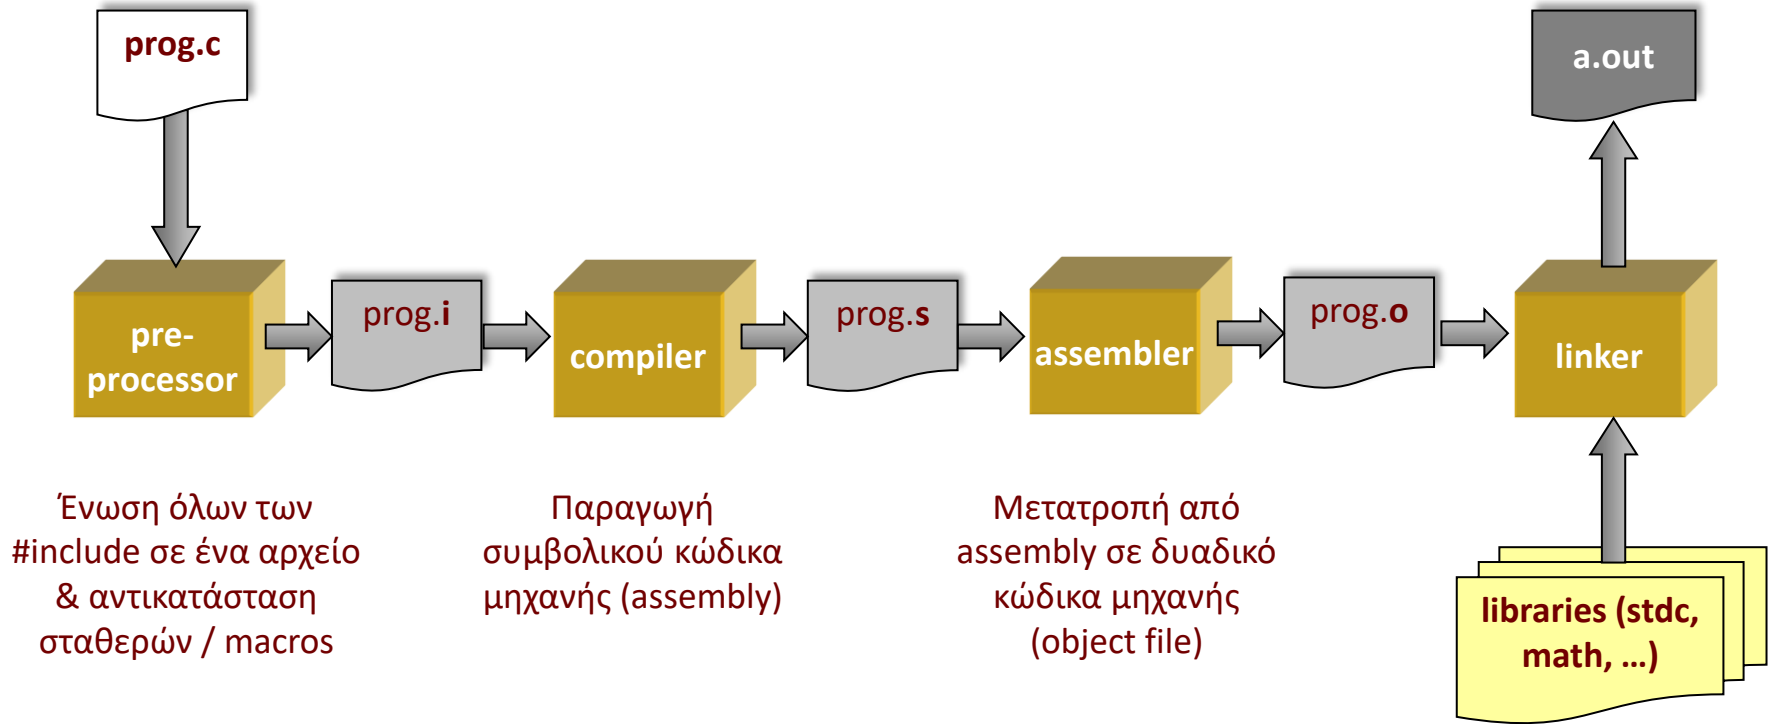 prog.c
a.out
pre-
processor
prog.i
compiler
prog.s
assembler
prog.o
linker
Ένωση όλων των
#include σε ένα αρχείο
& αντικατάσταση
σταθερών / macros
Παραγωγή
συμβολικού κώδικα
μηχανής (assembly)
Μετατροπή από
assembly σε δυαδικό
κώδικα μηχανής
(object file)
libraries (stdc,
math, …)